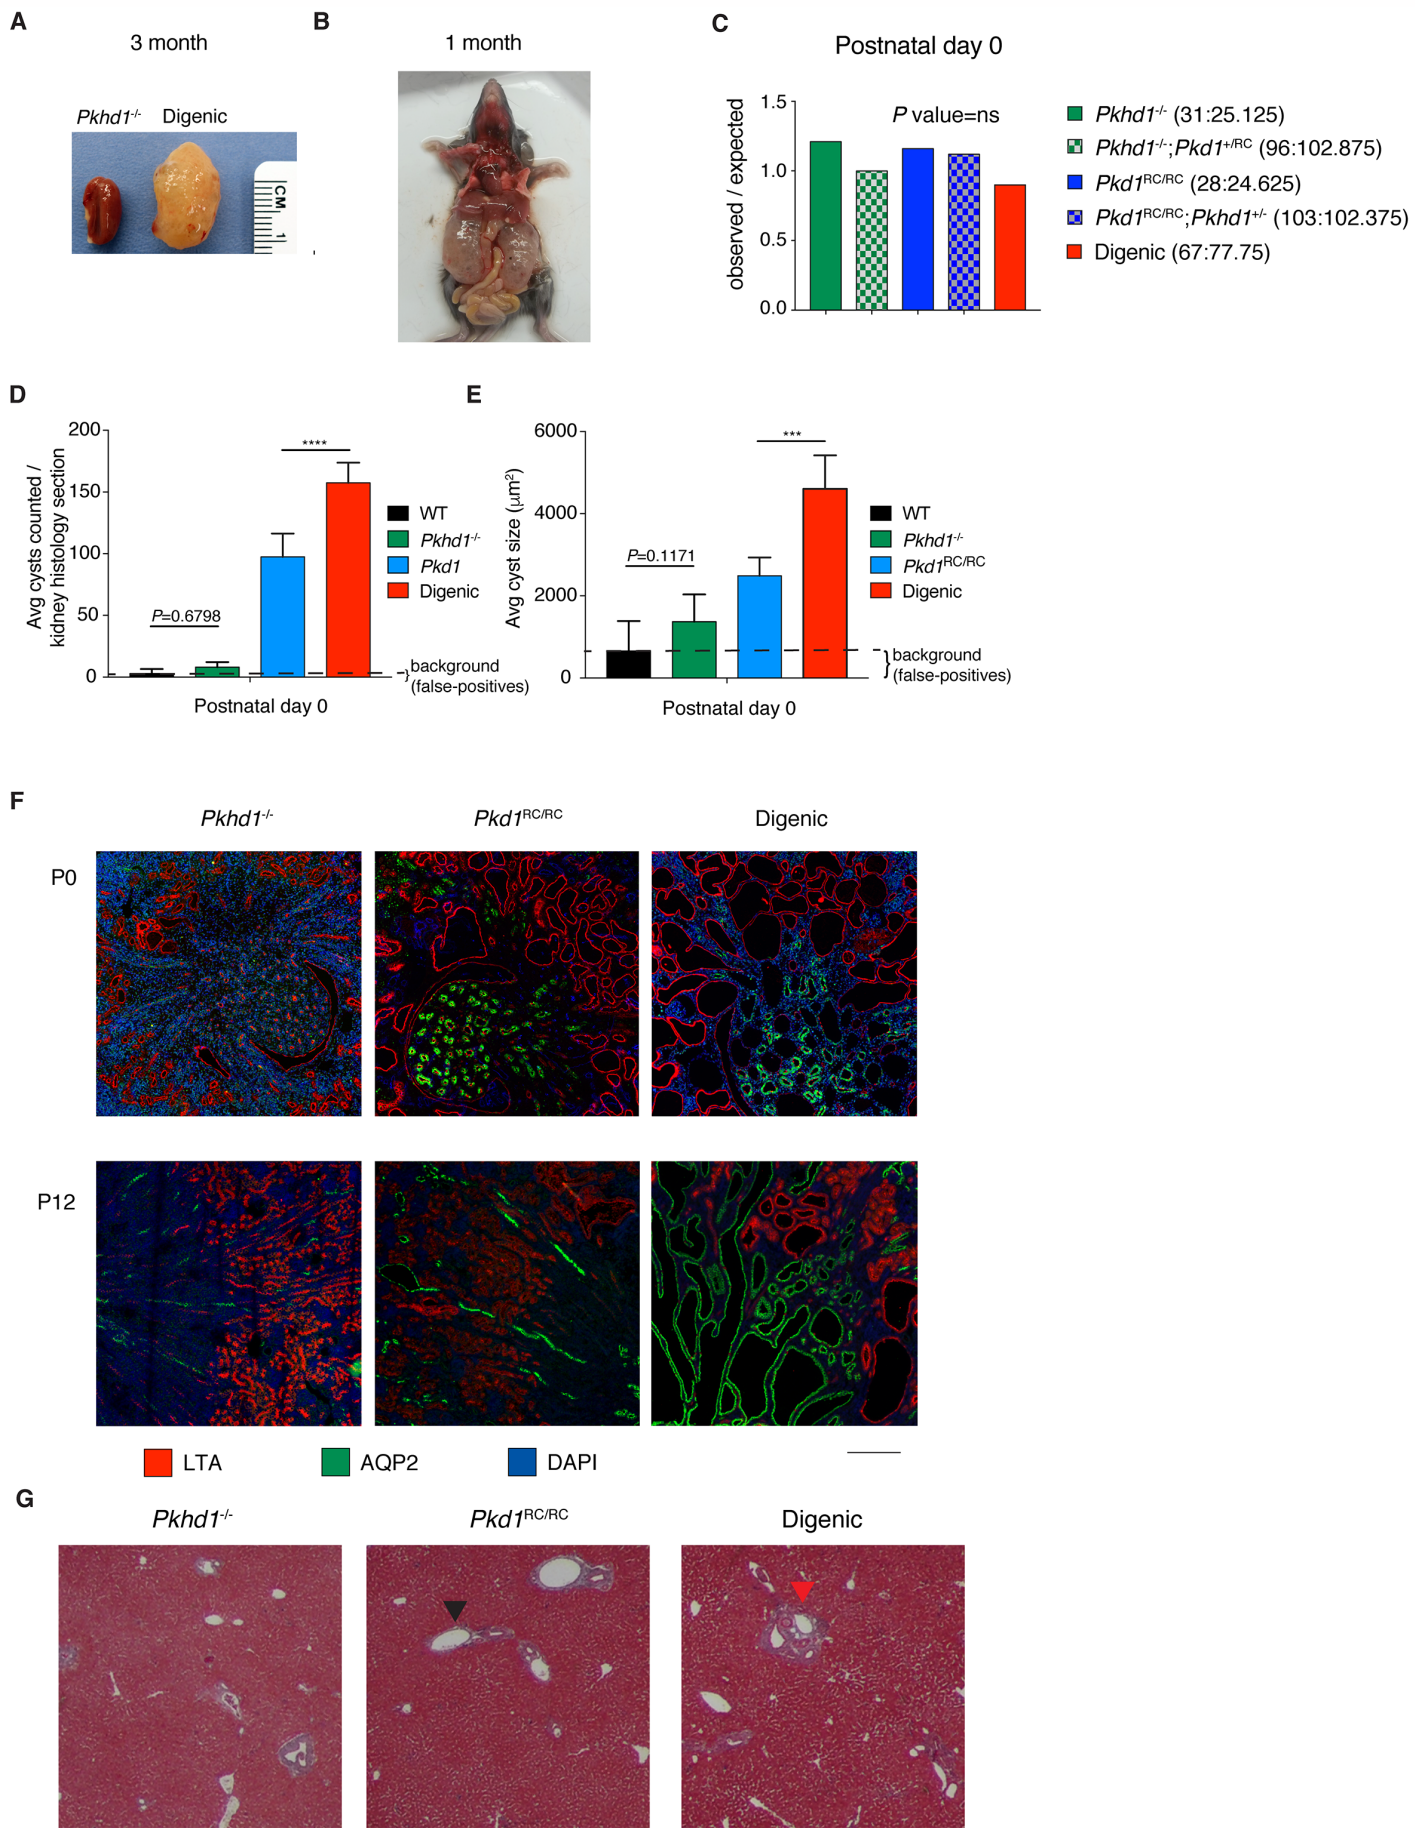 A
3 month
Pkhd1-/- Digenic
CM
1
B
1 month
C
Postnatal day 0
observed / expected
1.5
1.0
0.5
0.0
P value=ns
Pkhd1-/- (31:25.125)
Pkhd1-/-;Pkd1+/RC (96:102.875)
Pkd1RC/RC (28:24.625)
Pkd1RC/RC;Pkhd1+/- (103:102.375)
Digenic (67:77.75)
D
Avg cysts counted /
kidney histology section
200
150
100
50
0
P=0.6798
****
WT
Pkhd1-/-
Pkd1
Digenic
background
(false-positives)
Postnatal day 0
E
Avg cyst size (μm2)
6000
4000
2000
0
P=0.1171
***
WT
Pkhd1-/-
Pkd1RC/RC
Digenic
background
(false-positives)
Postnatal day 0
F
Pkhd1-/- Pkd1RC/RC Digenic
P0
P12
LTA AQP2 DAPI
G
Pkhd1-/- Pkd1RC/RC Digenic